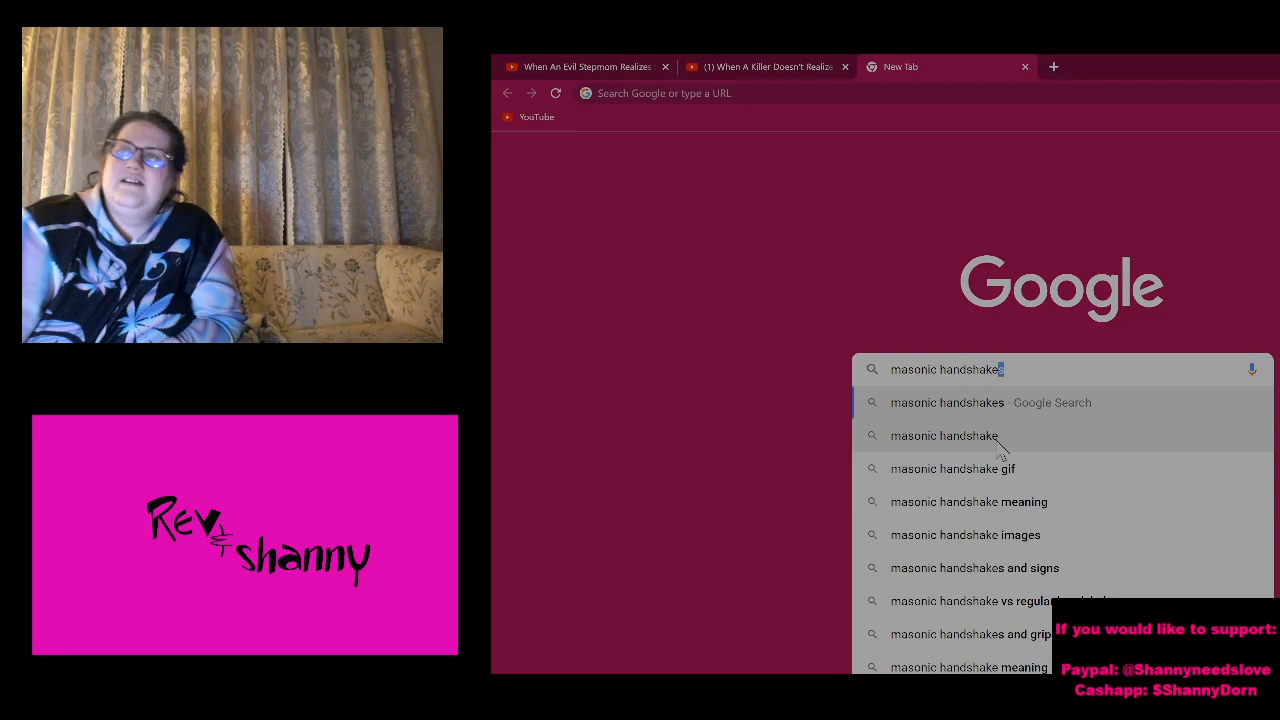 When An Evil Stepmom Realizes
(1) When A Killer Doesn't Realize
New Tab
Search Google or type a URL
YouTube
Google
masonic handshakes
masonic handshakes - Google Search
masonic handshake
masonic handshake gif
masonic handshake meaning
masonic handshake images
masonic handshakes and signs
masonic handshake vs regular
masonic handshakes and grip
masonic handshake meaning
Rev
&
shanny
If you would like to support:
Paypal: @Shannyneedslove
Cashapp: $ShannyDorn